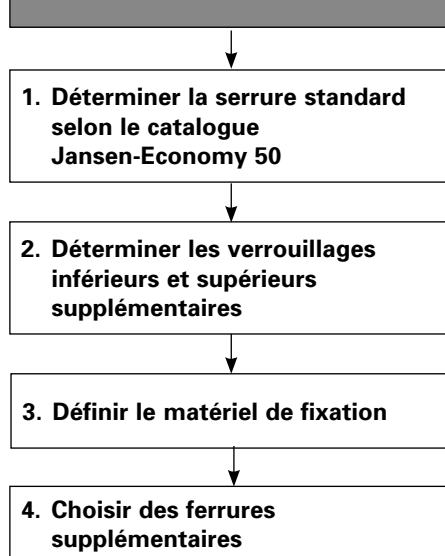 1. Déterminer la serrure standard
selon le catalogue
Jansen-Economy 50
2. Déterminer les verrouillages
inférieurs et supérieurs
supplémentaires
3. Définir le matériel de fixation
4. Choisir des ferrures
supplémentaires